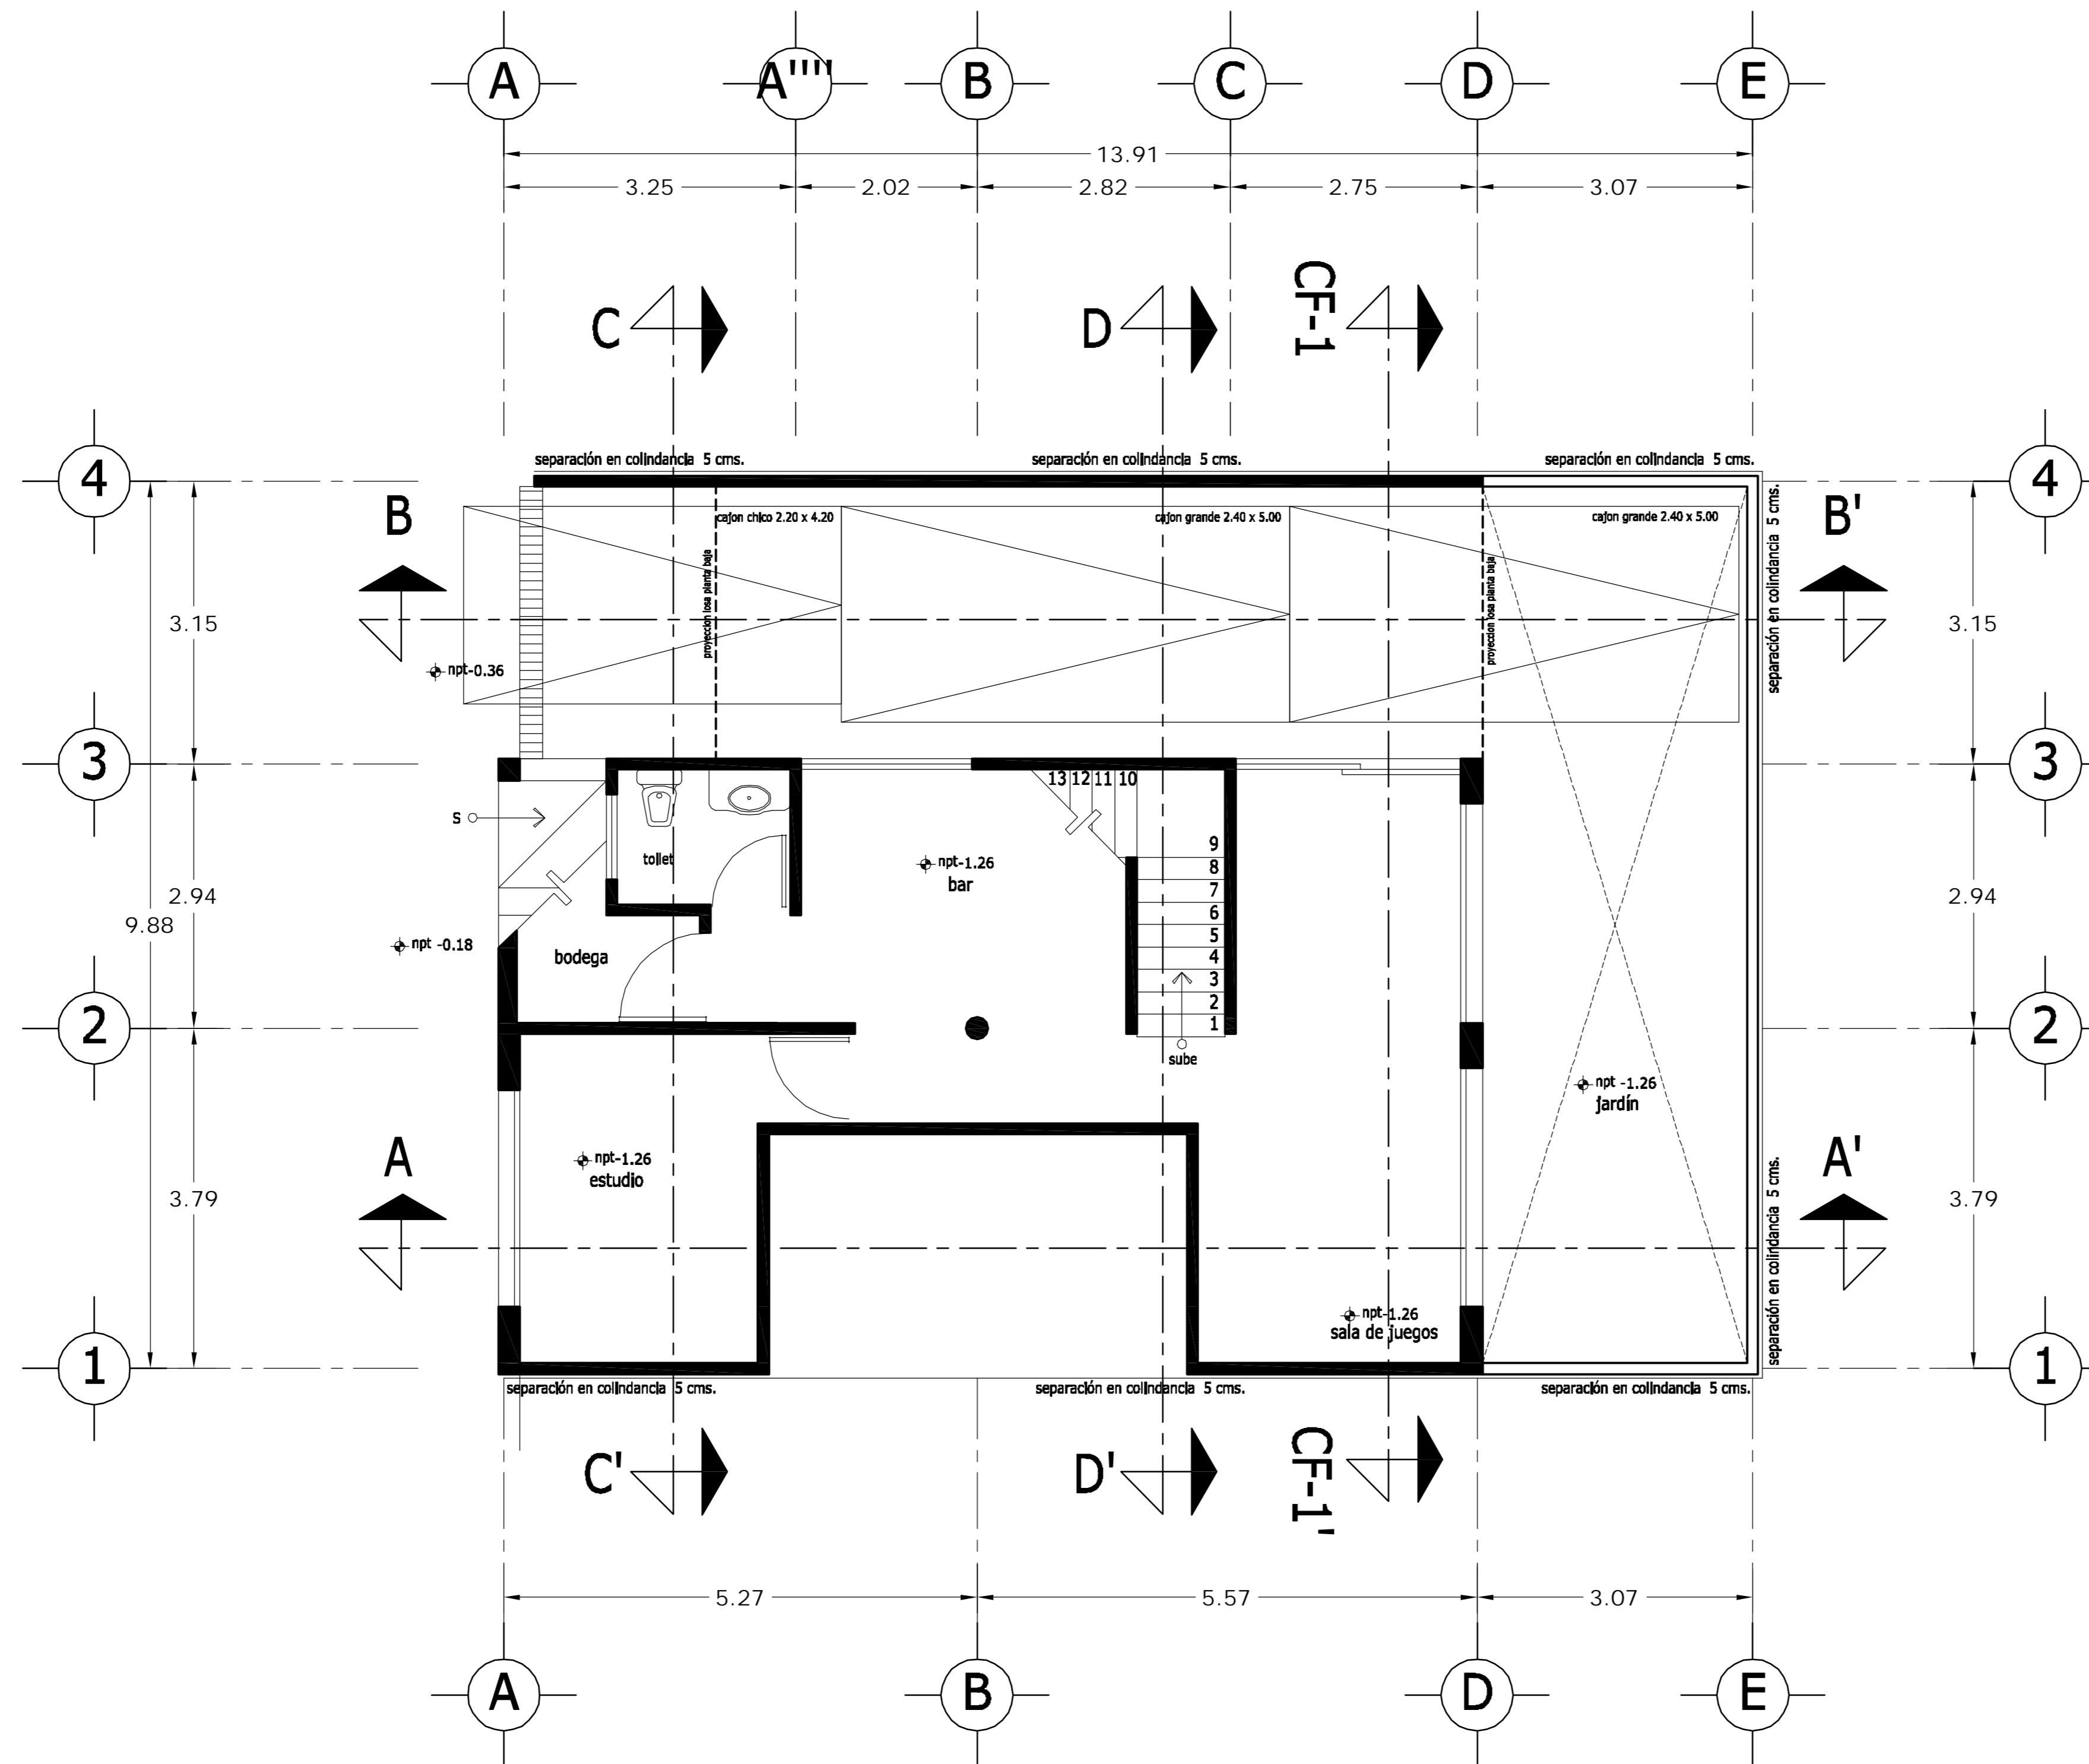 A
A''''
B
C
D
E
13.91
3.25
2.02
2.82
2.75
3.07
C
D
CF-1
separación en colindancia 5 cms.
separación en colindancia 5 cms.
separación en colindancia 5 cms.
4
4
B
B'
cajon chico 2.20 x 4.20
cajon grande 2.40 x 5.00
cajon grande 2.40 x 5.00
proyeccion losa planta baja
proyeccion losa planta baja
separación en colindancia 5 cms.
3.15
3.15
npt-0.36
3
3
13
12
11
10
S
9
8
7
6
5
4
3
2
1
toilet
npt-1.26
bar
2.94
9.88
2.94
npt -0.18
bodega
2
2
sube
npt -1.26
jardín
A
A'
npt-1.26
estudio
3.79
3.79
separación en colindancia 5 cms.
npt-1.26
sala de juegos
1
1
separación en colindancia 5 cms.
separación en colindancia 5 cms.
separación en colindancia 5 cms.
C'
D'
CF-1'
5.27
5.57
3.07
A
B
D
E